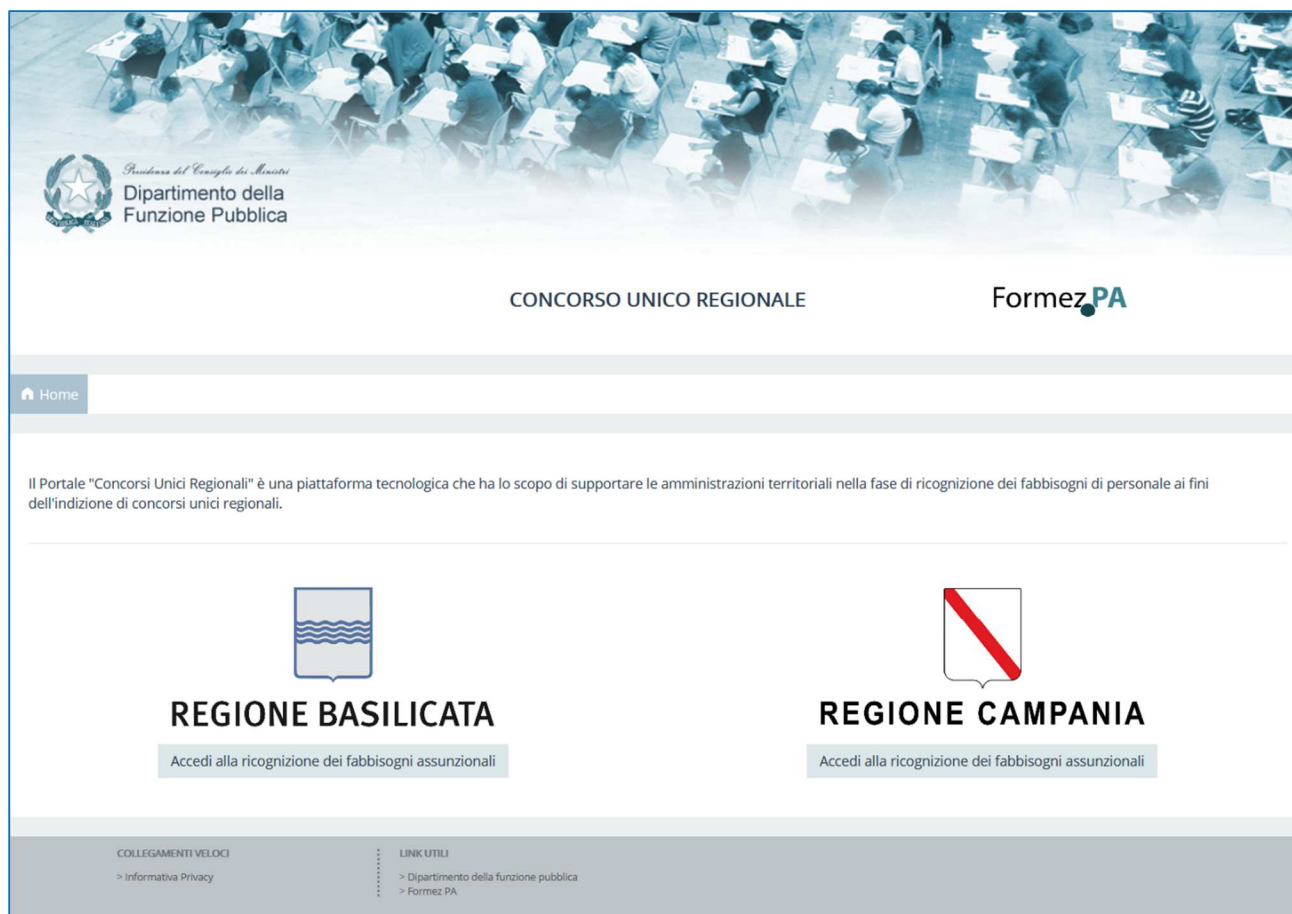 Presidenza del Consiglio dei Ministri
Dipartimento della
Funzione Pubblica
CONCORSO UNICO REGIONALE
Formez PA
Home
Il Portale "Concorsi Unici Regionali" è una piattaforma tecnologica che ha lo scopo di supportare le amministrazioni territoriali nella fase di ricognizione dei fabbisogni di personale ai fini
dell'indizione di concorsi unici regionali.
REGIONE BASILICATA
Accedi alla ricognizione dei fabbisogni assunzionali
REGIONE CAMPANIA
Accedi alla ricognizione dei fabbisogni assunzionali
COLLEGAMENTI VELOCI
> Informativa Privacy
LINK UTILI
> Dipartimento della funzione pubblica
> Formez PA